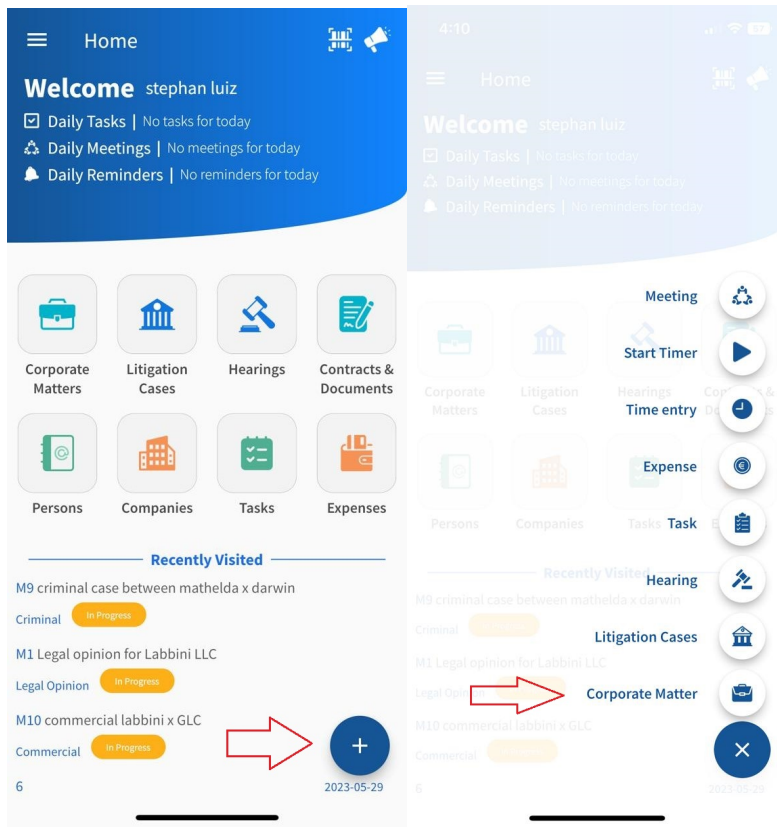 Home
Welcome stephan luiz
Daily Tasks | No tasks for today
Daily Meetings | No meetings for today
Daily Reminders | No reminders for today
Corporate Matters
Litigation Cases
Hearings
Contracts & Documents
Persons
Companies
Tasks
Expenses
Recently Visited
M9 criminal case between mathelda x darwin
Criminal In Progress
M1 Legal opinion for Labbini LLC
Legal Opinion In Progress
M10 commercial labbini x GLC
Commercial In Progress
6 2023-05-29
4:10 37
Home
Welcome stephan luiz
Daily Tasks | No tasks for today
Daily Meetings | No meetings for today
Daily Reminders | No reminders for today
Meeting
Start Timer
Corporate Matters
Litigation Cases
Hearings
Time entry
Expense
Persons
Companies
Tasks
Task
Recently Visited
Hearing
M9 criminal case between mathelda x darwin
Criminal
Litigation Cases
M1 Legal opinion for Labbini LLC
Legal Opinion
Corporate Matter
M10 commercial labbini x GLC
Commercial
6 2023-05-29